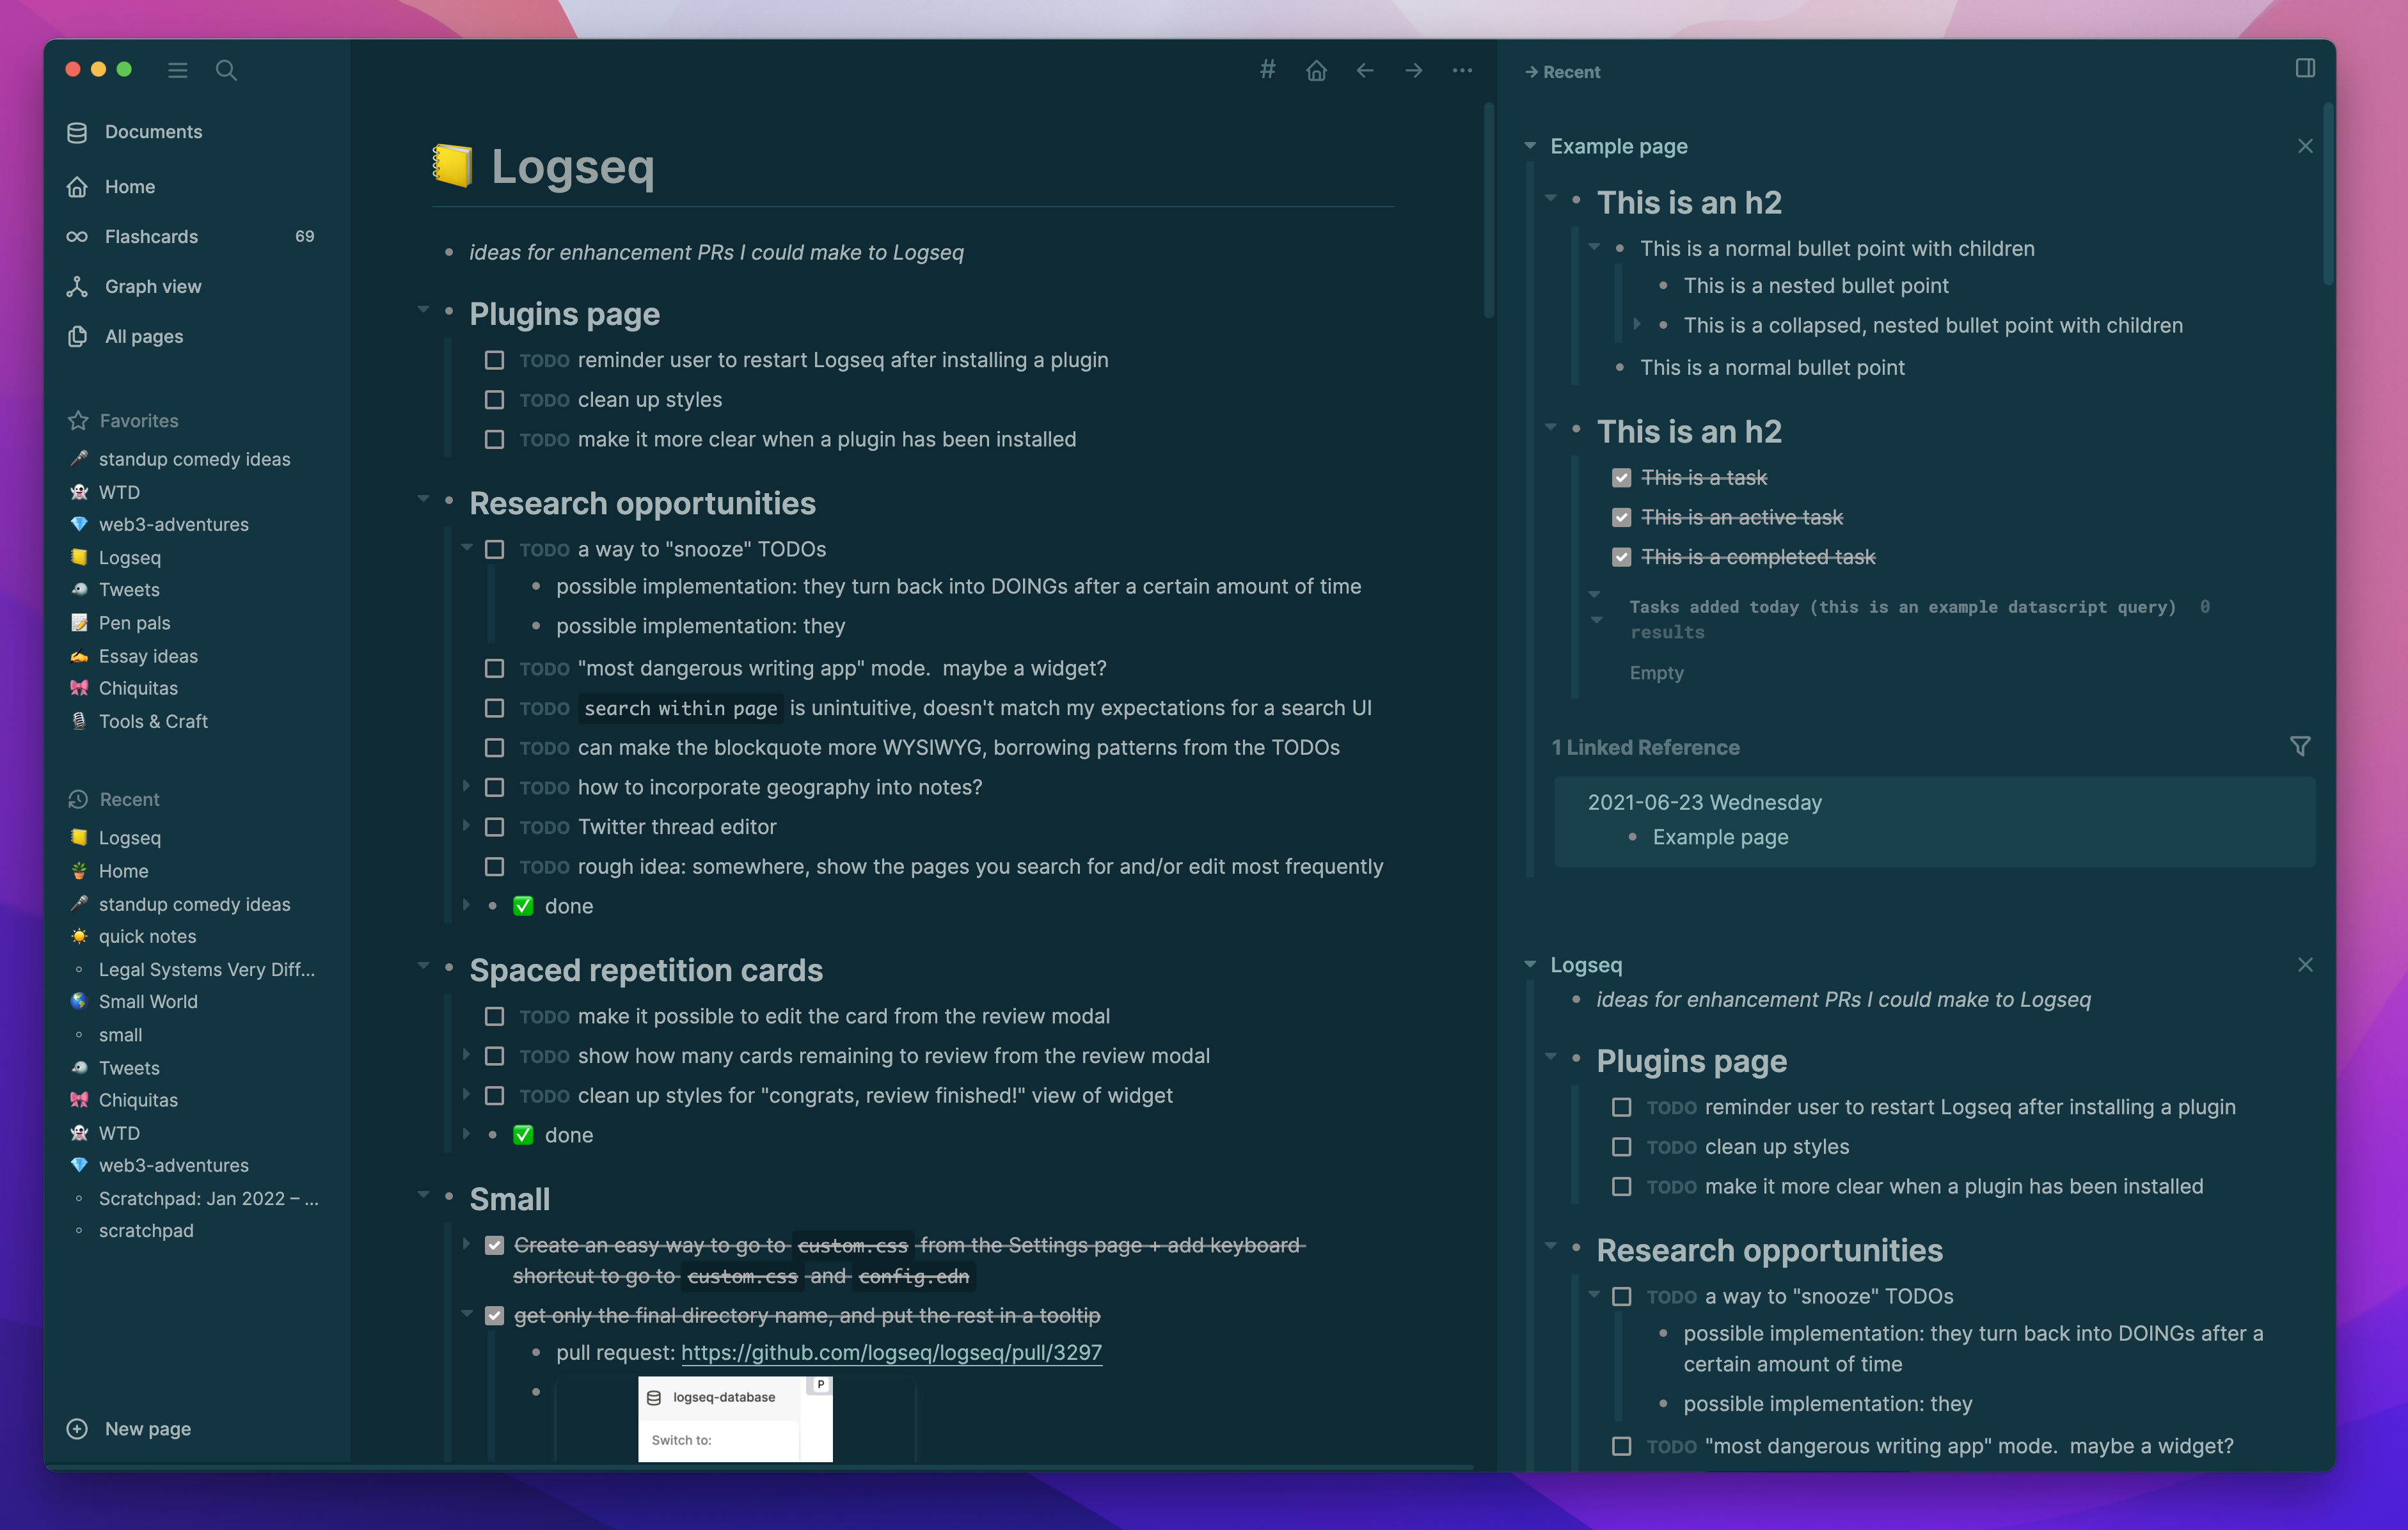 Documents
Home
Flashcards 69
Graph view
All pages
Favorites
standup comedy ideas
WTD
web3-adventures
Logseq
Tweets
Pen pals
Essay ideas
Chiquitas
Tools & Craft
Recent
Logseq
Home
standup comedy ideas
quick notes
Legal Systems Very Diff...
Small World
small
Tweets
Chiquitas
WTD
web3-adventures
Scratchpad: Jan 2022 – ...
scratchpad
New page
Logseq
ideas for enhancement PRs I could make to Logseq
Plugins page
TODO reminder user to restart Logseq after installing a plugin
TODO clean up styles
TODO make it more clear when a plugin has been installed
Research opportunities
TODO a way to "snooze" TODOs
possible implementation: they turn back into DOINGs after a certain amount of time
possible implementation: they
TODO "most dangerous writing app" mode.  maybe a widget?
TODO search within page is unintuitive, doesn't match my expectations for a search UI
TODO can make the blockquote more WYSIWYG, borrowing patterns from the TODOs
TODO how to incorporate geography into notes?
TODO Twitter thread editor
TODO rough idea: somewhere, show the pages you search for and/or edit most frequently
✅ done
Spaced repetition cards
TODO make it possible to edit the card from the review modal
TODO show how many cards remaining to review from the review modal
TODO clean up styles for "congrats, review finished!" view of widget
✅ done
Small
Create an easy way to go to custom.css from the Settings page + add keyboard
shortcut to go to custom.css and config.edn
get only the final directory name, and put the rest in a tooltip
pull request: https://github.com/logseq/logseq/pull/3297
logseq-database
P
Switch to:
→ Recent
Example page
This is an h2
This is a normal bullet point with children
This is a nested bullet point
This is a collapsed, nested bullet point with children
This is a normal bullet point
This is an h2
This is a task
This is an active task
This is a completed task
Tasks added today (this is an example datascript query) 0
results
Empty
1 Linked Reference
2021-06-23 Wednesday
Example page
Logseq
ideas for enhancement PRs I could make to Logseq
Plugins page
TODO reminder user to restart Logseq after installing a plugin
TODO clean up styles
TODO make it more clear when a plugin has been installed
Research opportunities
TODO a way to "snooze" TODOs
possible implementation: they turn back into DOINGs after a
certain amount of time
possible implementation: they
TODO "most dangerous writing app" mode.  maybe a widget?